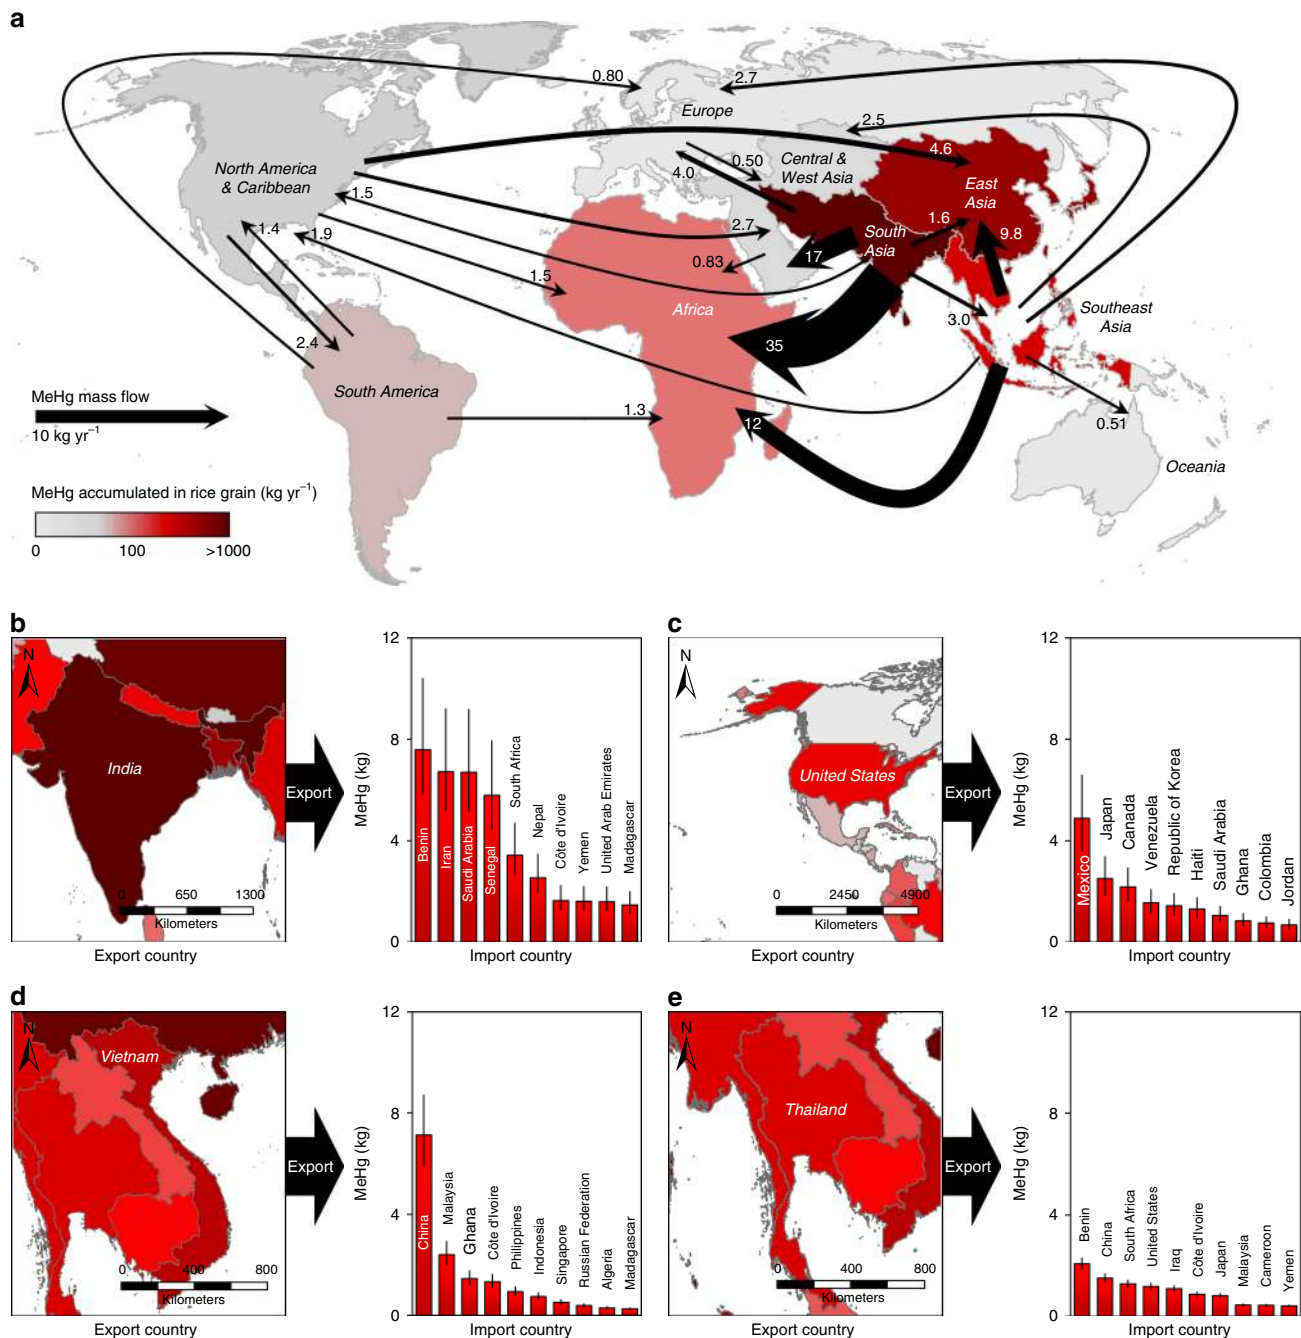 a
0.80
2.7
Europe
2.5
4.6
North America
& Caribbean
0.50
Central &
West Asia
4.0
East
Asia
1.5
1.4
1.9
2.7
South
Asia
1.6
9.8
17
0.83
1.5
Africa
3.0
Southeast
Asia
2.4
35
South America
MeHg mass flow
10 kg yr⁻¹
1.3
12
0.51
Oceania
MeHg accumulated in rice grain (kg yr⁻¹)
0 100 >1000
b
N
India
0 650 1300
Kilometers
Export country
Export
MeHg (kg)
12
8
4
0
Benin
Iran
Saudi Arabia
Senegal
South Africa
Nepal
Côte d'Ivoire
Yemen
United Arab Emirates
Madagascar
Import country
c
N
United States
0 2450 4900
Kilometers
Export country
Export
MeHg (kg)
12
8
4
0
Mexico
Japan
Canada
Venezuela
Republic of Korea
Haiti
Saudi Arabia
Ghana
Colombia
Jordan
Import country
d
N
Vietnam
0 400 800
Kilometers
Export country
Export
MeHg (kg)
12
8
4
0
China
Malaysia
Ghana
Côte d'Ivoire
Philippines
Indonesia
Singapore
Russian Federation
Algeria
Madagascar
Import country
e
N
Thailand
0 400 800
Kilometers
Export country
Export
MeHg (kg)
12
8
4
0
Benin
China
South Africa
United States
Iraq
Côte d'Ivoire
Japan
Malaysia
Cameroon
Yemen
Import country